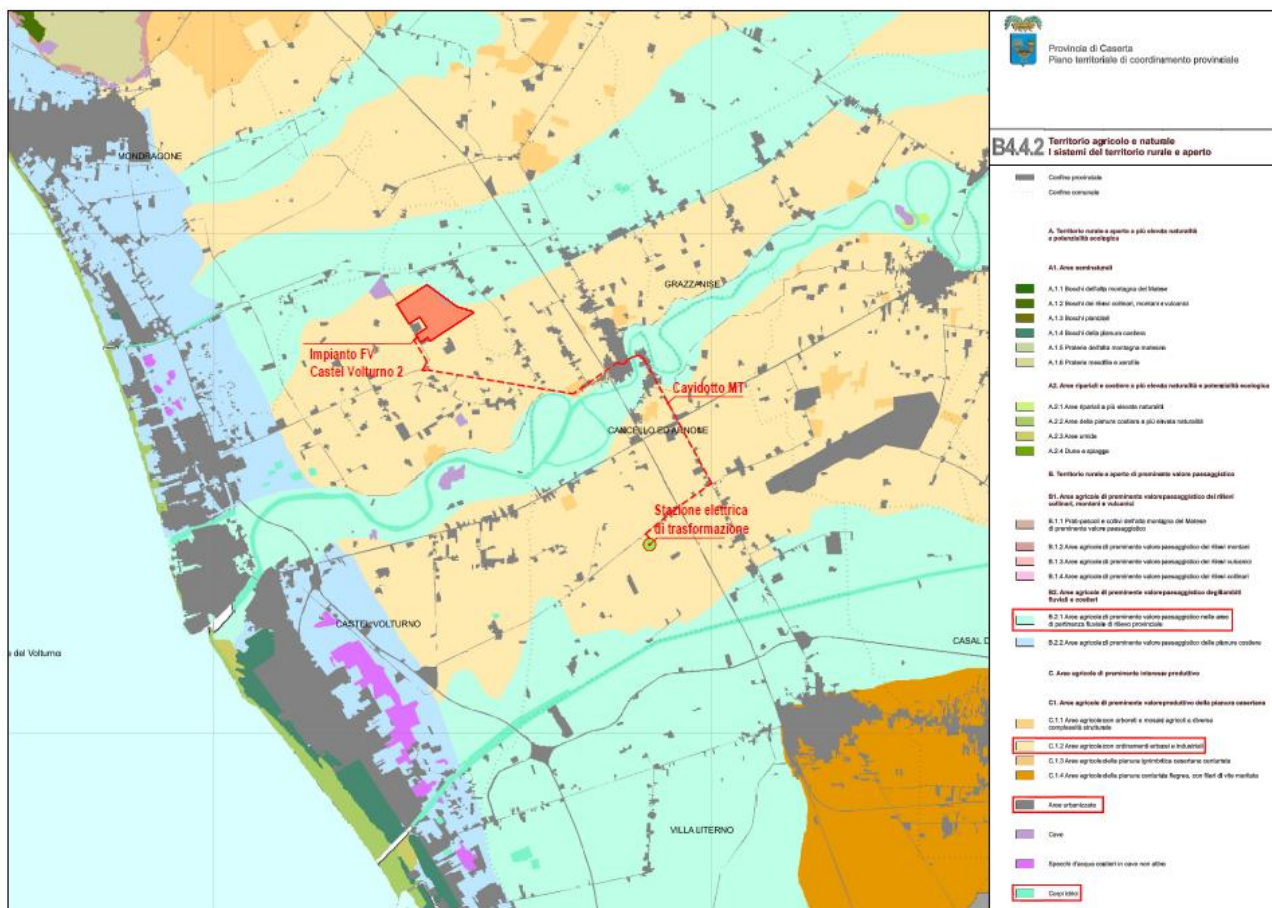 MONDRAGONE
GRAZZANISE
Impianto FV
Castel Volturno 2
Cavidotto MT
CANCELLO ED ARNONE
Stazione elettrica
di trasformazione
CASTEL VOLTURNO
e del Volturno
CASAL D
VILLA LITERNO
Provincia di Caserta
Piano territoriale di coordinamento provinciale
B4.4.2
Territorio agricolo e naturale
I sistemi del territorio rurale e aperto
Confine provinciale
Confine comunale
A. Territorio rurale e aperto a più elevata naturalità
e potenzialità ecologica
A1. Aree seminaturali
A.1.1 Boschi dell'alta montagna del Matese
A.1.2 Boschi dei rilievi collinari, montani e vulcanici
A.1.3 Boschi planiziali
A.1.4 Boschi della pianura costiera
A.1.5 Praterie dell'alta montagna matesina
A.1.6 Praterie mesofile e xerofile
A2. Aree ripariali e costiere a più elevata naturalità e potenzialità ecologica
A.2.1 Aree ripariali a più elevata naturalità
A.2.2 Aree della pianura costiera a più elevata naturalità
A.2.3 Aree umide
A.2.4 Dune e spiagge
B. Territorio rurale e aperto di preminente valore paesaggistico
B1. Aree agricole di preminente valore paesaggistico dei rilievi
collinari, montani e vulcanici
B.1.1 Prati-pascoli e coltivi dell'alta montagna del Matese
di preminente valore paesaggistico
B.1.2 Aree agricole di preminente valore paesaggistico dei rilievi montani
B.1.3 Aree agricole di preminente valore paesaggistico dei rilievi vulcanici
B.1.4 Aree agricole di preminente valore paesaggistico dei rilievi collinari
B2. Aree agricole di preminente valore paesaggistico degli ambiti
fluviali e costieri
B.2.1 Aree agricole di preminente valore paesaggistico nelle aree
di pertinenza fluviale di rilievo provinciale
B.2.2 Aree agricole di preminente valore paesaggistico della pianura costiera
C. Aree agricole di preminente interesse produttivo
C1. Aree agricole di preminente valore produttivo della pianura casertana
C.1.1 Aree agricole con arboreti e mosaici agricoli a diversa
complessità strutturale
C.1.2 Aree agricole con ordinamenti erbacei e industriali
C.1.3 Aree agricole della pianura ignimbritica casertana centuriata
C.1.4 Aree agricole della pianura centuriata flegrea, con filari di vite maritata
Aree urbanizzate
Cave
Specchi d'acqua costieri in cave non attive
Corpi idrici